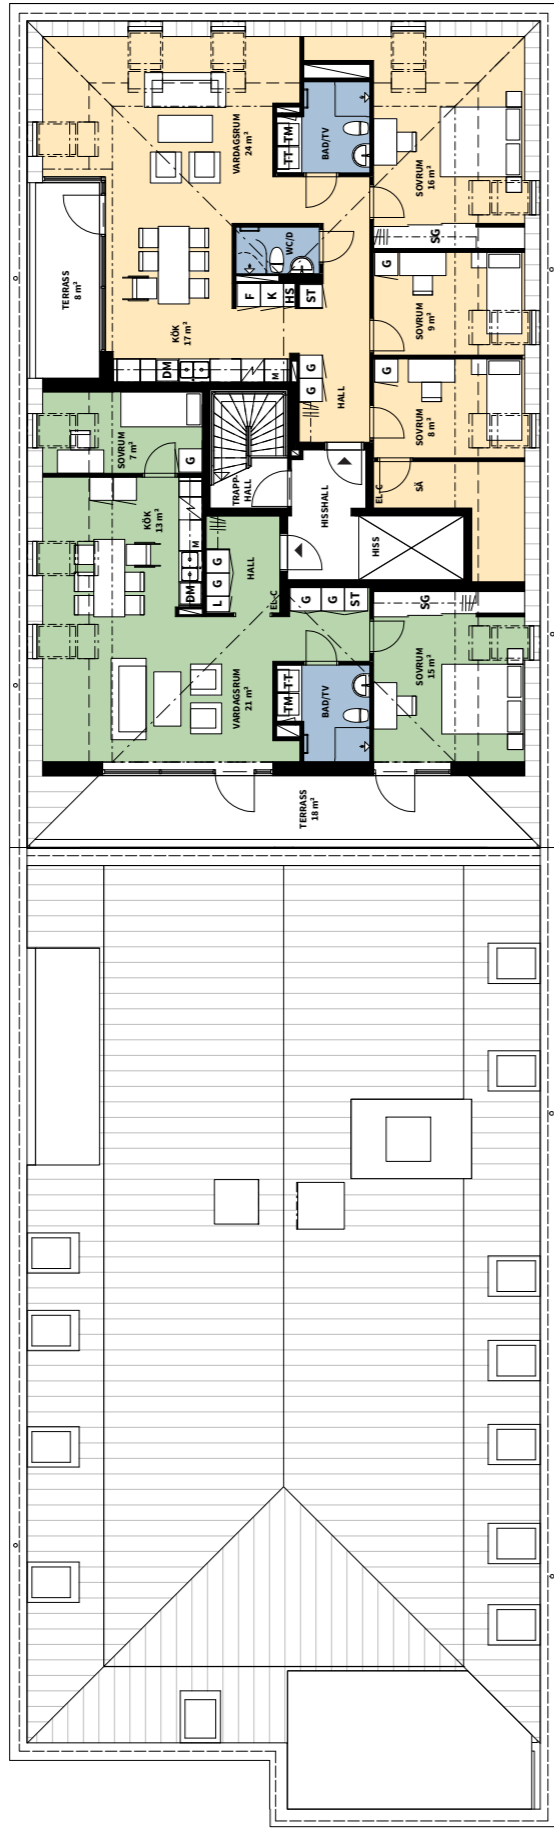 VARDAGSRUM
24 m²
TM
TT
BAD/TV
SOVRUM
16 m²
SG
TERRASS
8 m²
WC/D
F
K
HS
ST
G
SOVRUM
9 m²
KÖK
17 m²
DM
M
G
G
HALL
G
SOVRUM
8 m²
SOVRUM
7 m²
G
TRAPP-
HALL
HISSHALL
EL-C
SÄ
HISS
KÖK
13 m²
M
DM
HALL
G
G
L
EL-C
G
G
ST
SG
VARDAGSRUM
21 m²
TT
TM
BAD/TV
SOVRUM
15 m²
TERRASS
18 m²